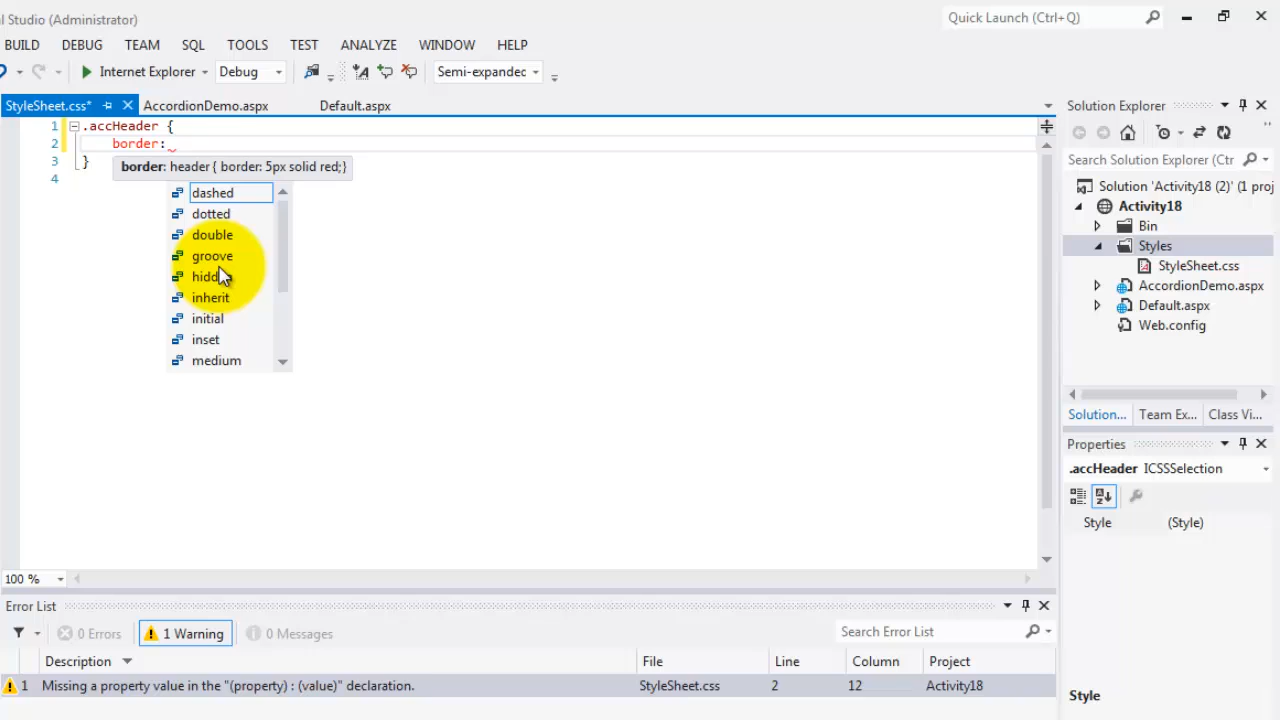 l Studio (Administrator)
Quick Launch (Ctrl+Q)
BUILD DEBUG TEAM SQL TOOLS TEST ANALYZE WINDOW HELP
Internet Explorer Debug Semi-expandec
StyleSheet.css* AccordionDemo.aspx Default.aspx
Solution Explorer
1 .accHeader {
2 border:
3 }
4
border: header { border: 5px solid red;}
dashed
dotted
double
groove
inherit
initial
inset
medium
Search Solution Explorer (Ctr
Solution 'Activity18 (2)' (1 proj
Activity18
Bin
Styles
StyleSheet.css
AccordionDemo.aspx
Default.aspx
Web.config
Solution... Team Ex... Class Vi...
Properties
.accHeader ICSSSelection
Style (Style)
Style
100 %
Error List
0 Errors 1 Warning 0 Messages
Search Error List
Description File Line Column Project
1 Missing a property value in the "(property) : (value)" declaration. StyleSheet.css 2 12 Activity18